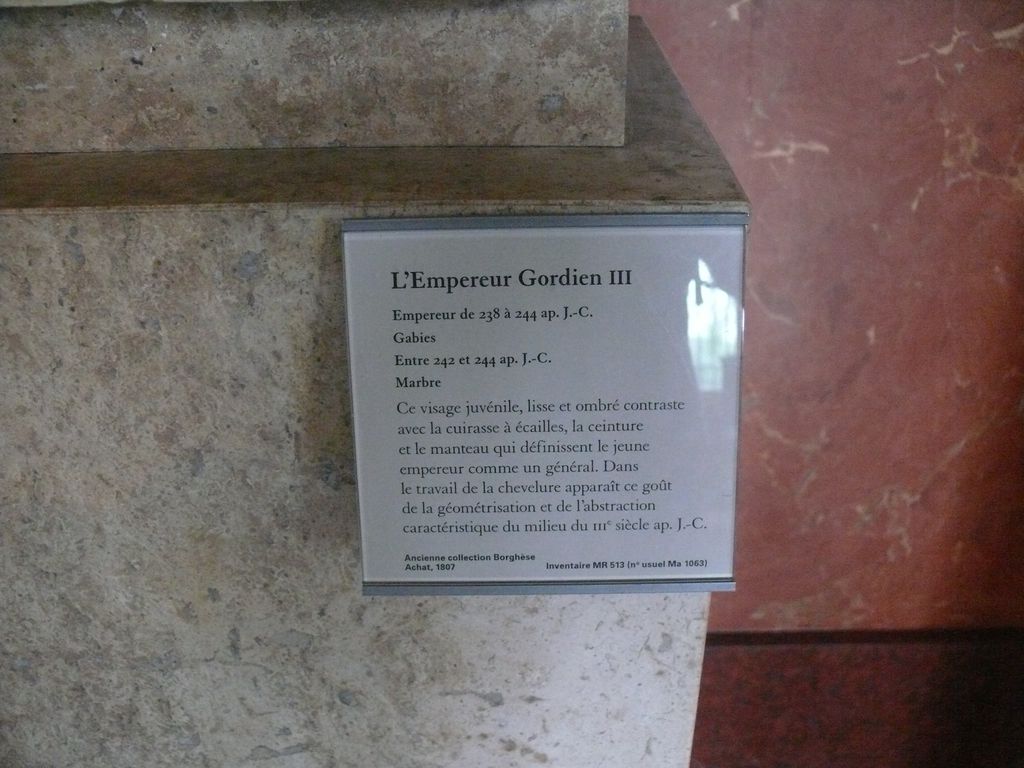 L'Empereur Gordien III
Empereur de 238 à 244 ap. J.-C.
Gabies
Entre 242 et 244 ap. J.-C.
Marbre
Ce visage juvénile, lisse et ombré contraste
avec la cuirasse à écailles, la ceinture
et le manteau qui définissent le jeune
empereur comme un général. Dans
le travail de la chevelure apparaît ce goût
de la géométrisation et de l'abstraction
caractéristique du milieu du IIIe siècle ap. J.-C.
Ancienne collection Borghèse
Achat, 1807
Inventaire MR 513 (n° usuel Ma 1063)